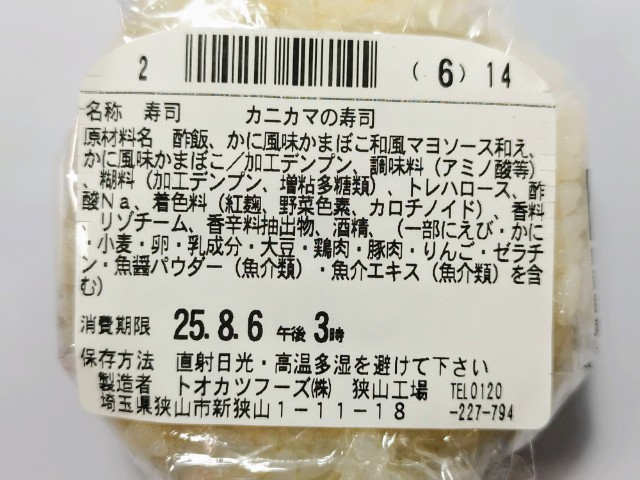 2 (6) 14
名称 寿司 カニカマの寿司
原材料名 酢飯、かに風味かまぼこ和風マヨソース和え、
かに風味かまぼこ／加工デンプン、調味料（アミノ酸等）
、糊料（加工デンプン、増粘多糖類）、トレハロース、酢
酸Ｎａ、着色料（紅麹、野菜色素、カロチノイド）、香料
、リゾチーム、香辛料抽出物、酒精、（一部にえび・かに
・小麦・卵・乳成分・大豆・鶏肉・豚肉・りんご・ゼラチ
ン・魚醤パウダー（魚介類）・魚介エキス（魚介類）を含
む）
消費期限 25.8.6 午後 3時
保存方法 直射日光・高温多湿を避けて下さい
製造者 トオカツフーズ㈱ 狭山工場 TEL0120
埼玉県狭山市新狭山１－１１－１８ -227-794